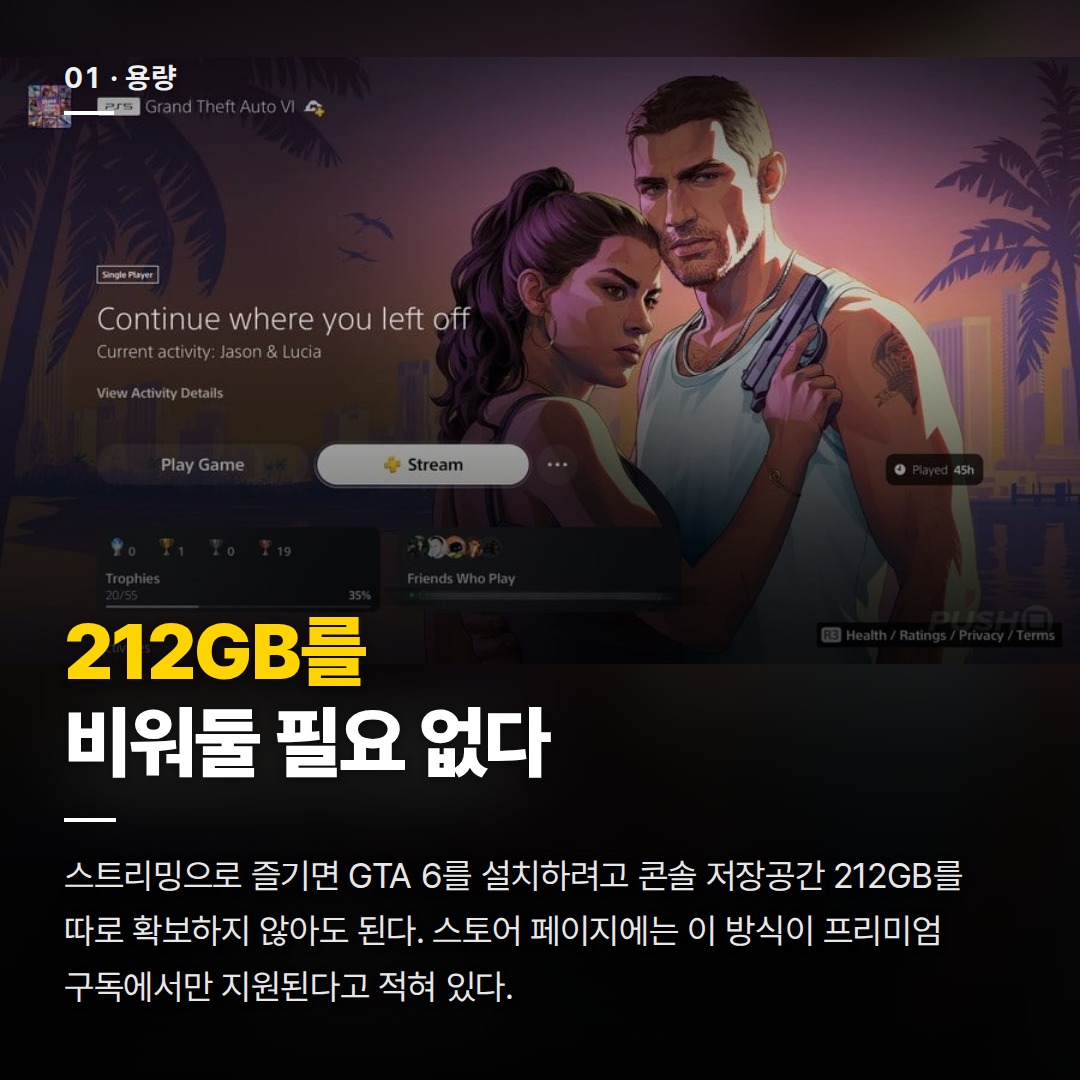 01 · 용량
PS5 Grand Theft Auto VI
Single Player
Continue where you left off
Current activity: Jason & Lucia
View Activity Details
Play Game
Stream
Played 45h
0 1 0 19
Trophies
20/55 35%
Friends Who Play
PUSH
R3 Health / Ratings / Privacy / Terms
212GB를
비워둘 필요 없다
스트리밍으로 즐기면 GTA 6를 설치하려고 콘솔 저장공간 212GB를
따로 확보하지 않아도 된다. 스토어 페이지에는 이 방식이 프리미엄
구독에서만 지원된다고 적혀 있다.